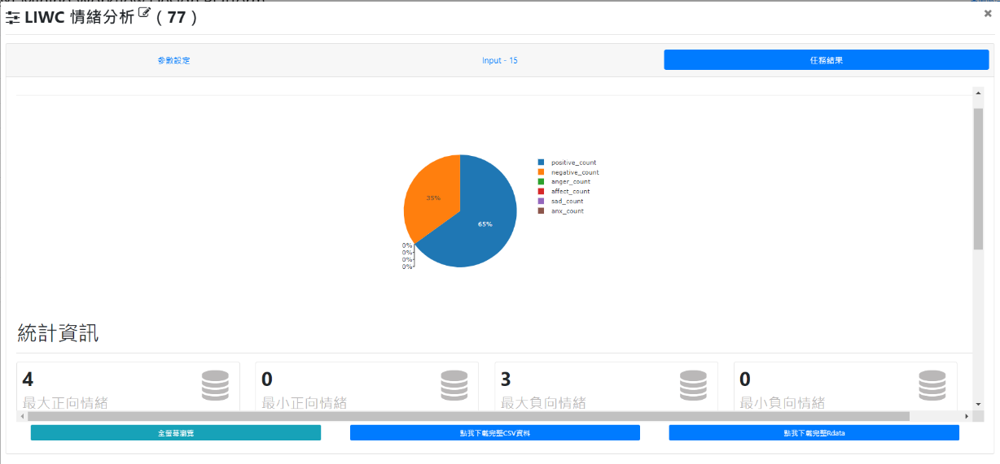 LIWC 情緒分析 ( 77 )
×
參數設定
Input - 15
任務結果
positive_count
negative_count
anger_count
affect_count
sad_count
anx_count
35%
65%
0%
0%
0%
0%
統計資訊
4
最大正向情緒
0
最小正向情緒
3
最大負向情緒
0
最小負向情緒
全螢幕瀏覽
點我下載完整CSV資料
點我下載完整Rdata